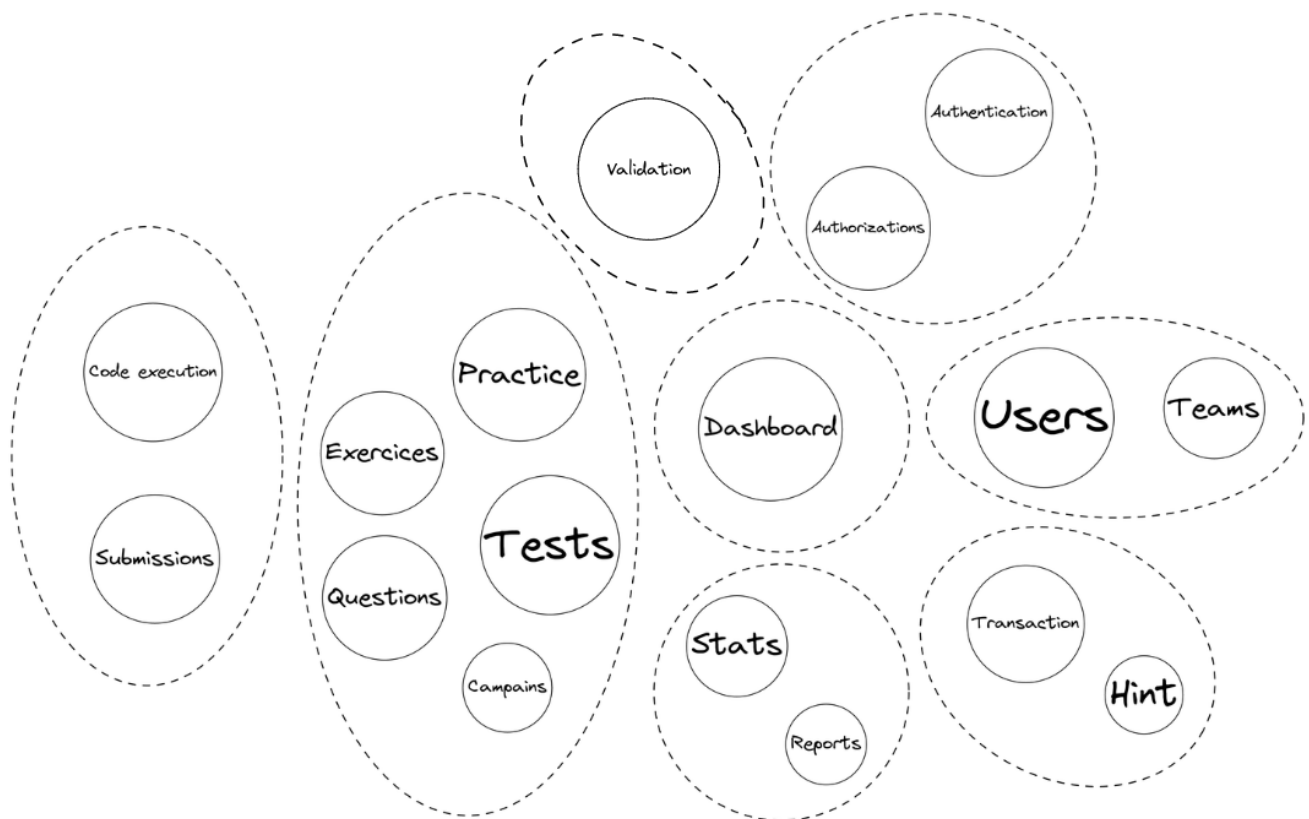 Authentication
Validation
Authorizations
Code execution
Practice
Exercices
Dashboard
Users
Teams
Submissions
Tests
Questions
Campains
Stats
Reports
Transaction
Hint